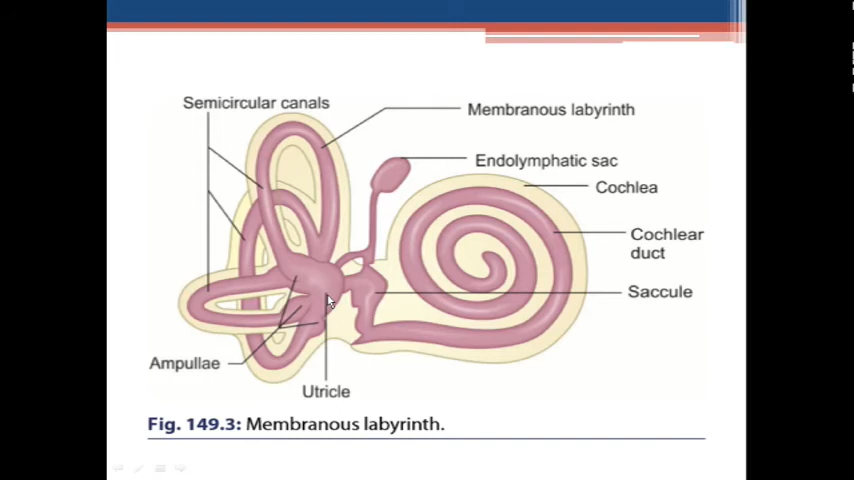 Semicircular canals
Membranous labyrinth
Endolymphatic sac
Cochlea
Cochlear
duct
Saccule
Ampullae
Utricle
Fig. 149.3: Membranous labyrinth.